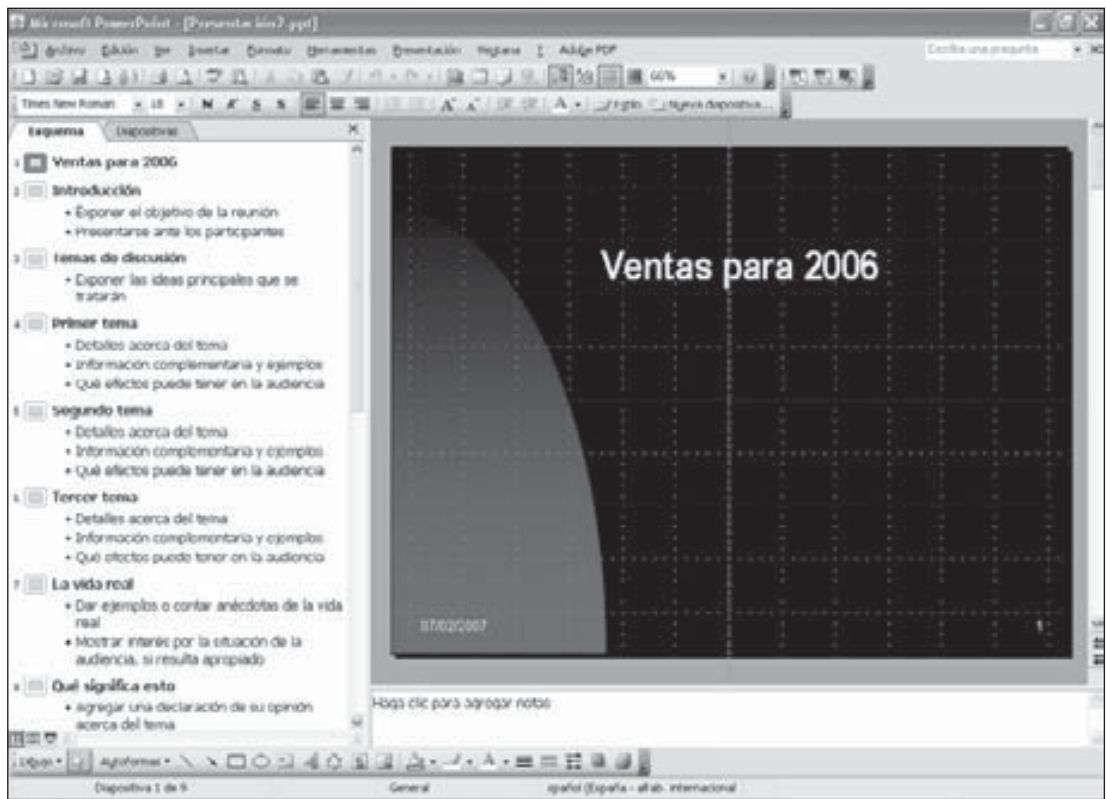 Microsoft PowerPoint - [Presentación2.ppt]
Archivo Edición Ver Insertar Formato Herramientas Presentación Ventana ? Adobe PDF
Escriba una pregunta
66%
Times New Roman 18 N K S S A A A Estilo Nueva diapositiva...
Esquema Diapositivas
1 Ventas para 2006
2 Introducción
• Exponer el objetivo de la reunión
• Presentarse ante los participantes
3 Temas de discusión
• Exponer las ideas principales que se
tratarán
4 Primer tema
• Detalles acerca del tema
• Información complementaria y ejemplos
• Qué efectos puede tener en la audiencia
5 Segundo tema
• Detalles acerca del tema
• Información complementaria y ejemplos
• Qué efectos puede tener en la audiencia
6 Tercer tema
• Detalles acerca del tema
• Información complementaria y ejemplos
• Qué efectos puede tener en la audiencia
7 La vida real
• Dar ejemplos o contar anécdotas de la vida
real
• Mostrar interés por la situación de la
audiencia, si resulta apropiado
8 Qué significa esto
• Agregar una declaración de su opinión
acerca del tema
Ventas para 2006
07/02/2007
1
Haga clic para agregar notas
Dibujo Autoformas
Diapositiva 1 de 9 General español (España - alfab. internacional